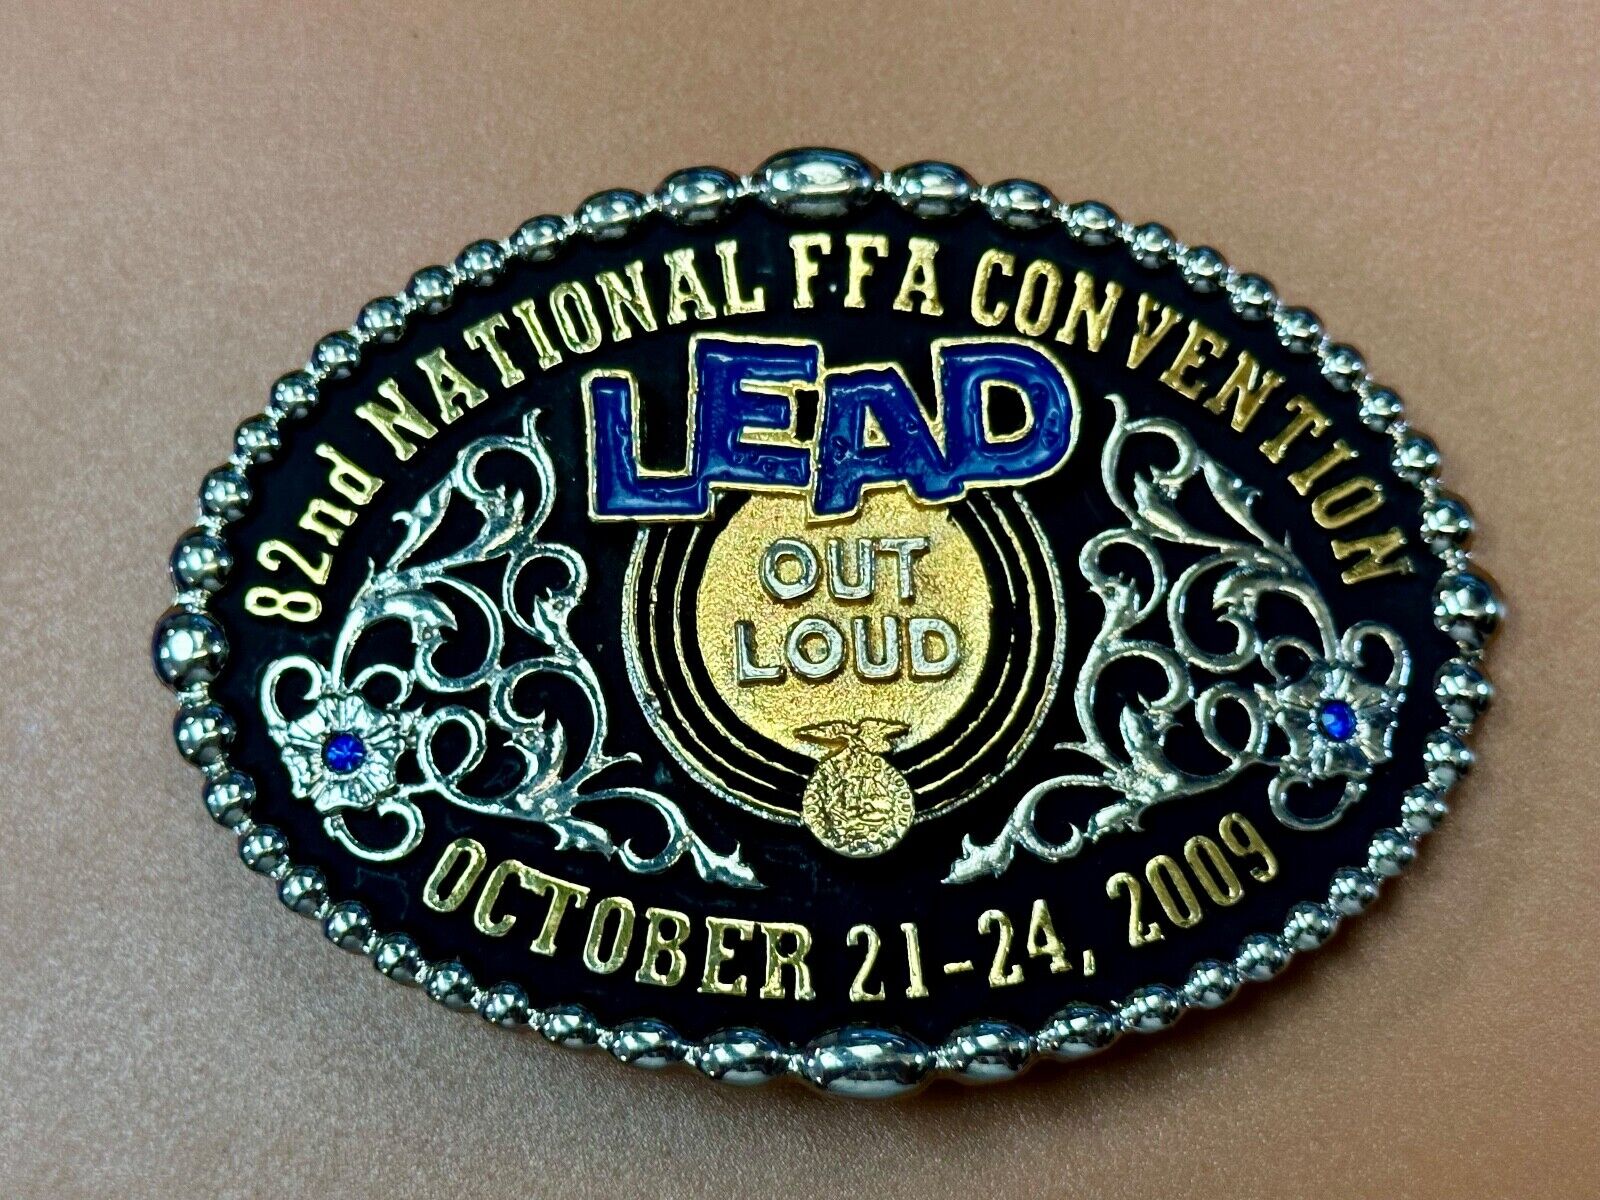 82nd NATIONAL FFA CONVENTION
LEAD
OUT
LOUD
OCTOBER 21-24, 2009